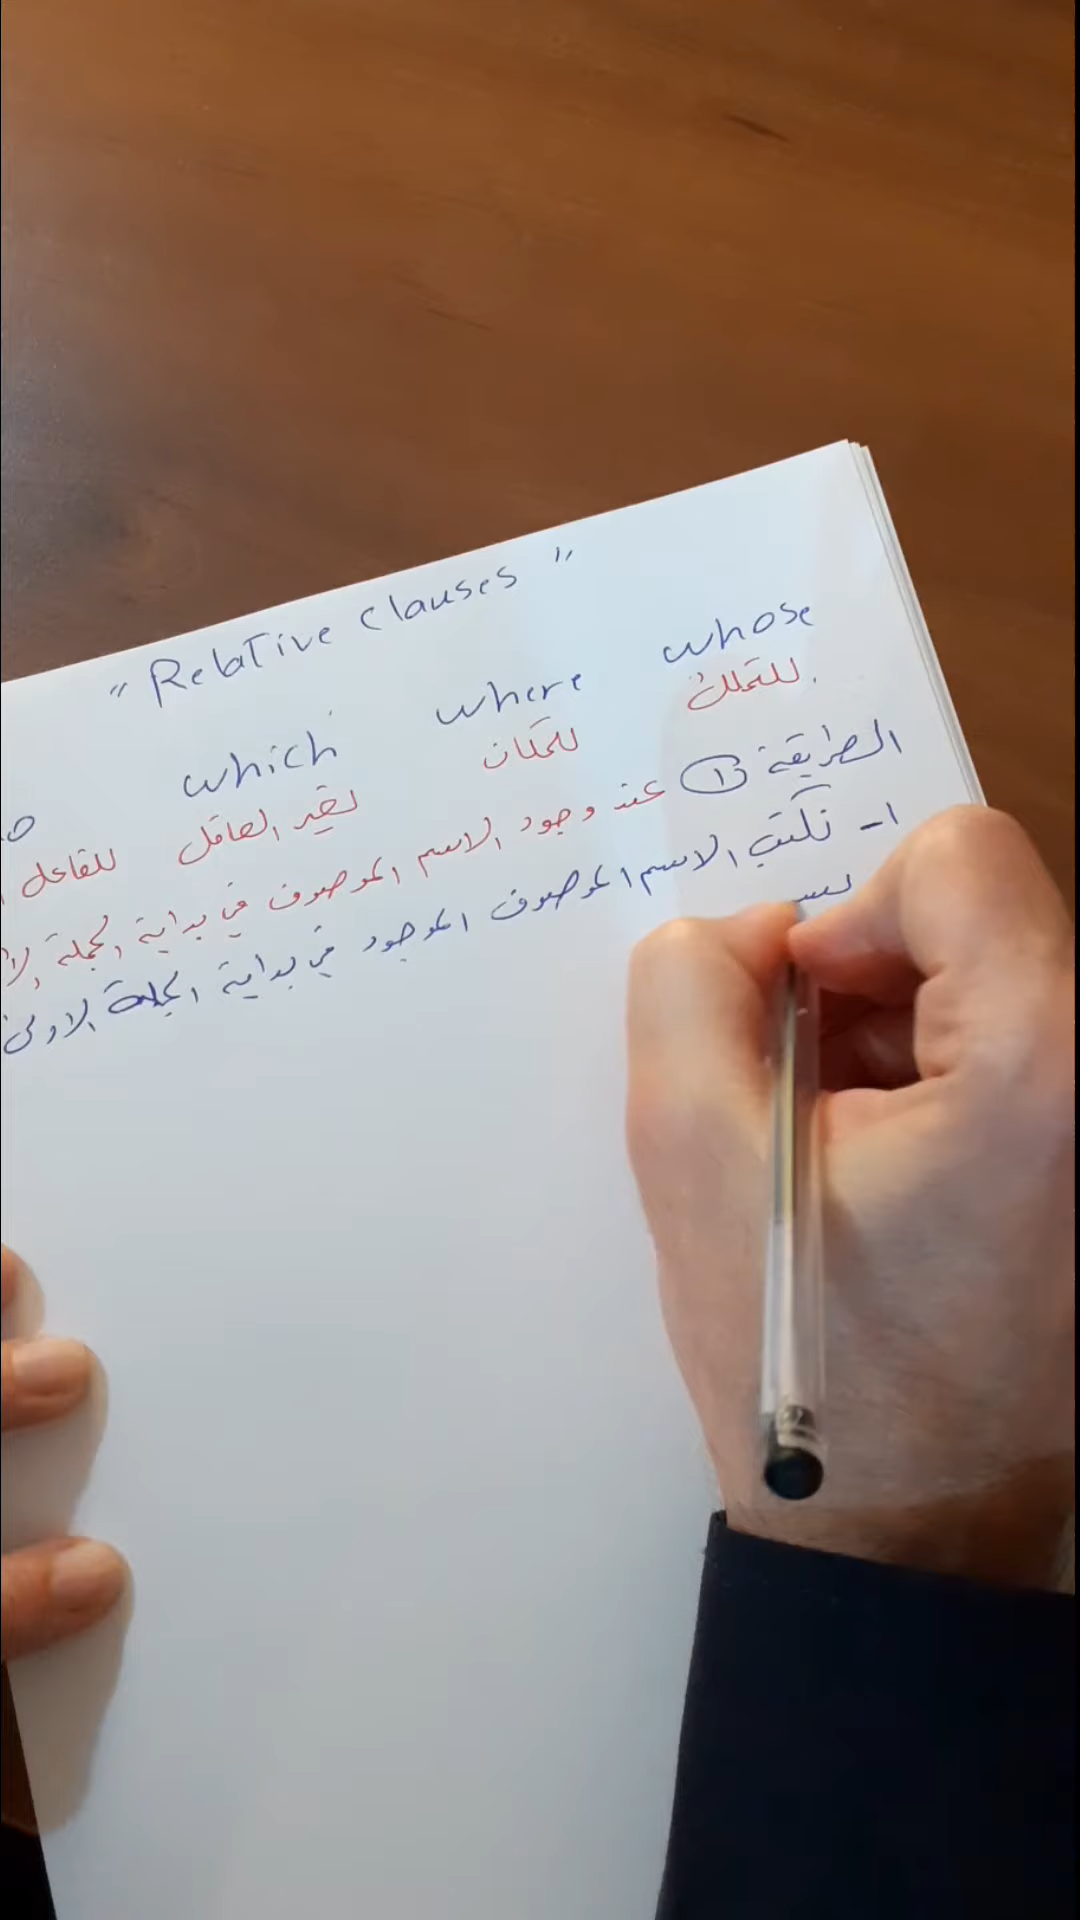 " Relative Clauses "
which where whose
للفاعل لغير العاقل للمكان للتملك.
الطريقة ١ عند وجود الاسم الموصوف في بداية الجملة
١- نكتب الاسم الموصوف الموجود في بداية الجملة الاولى